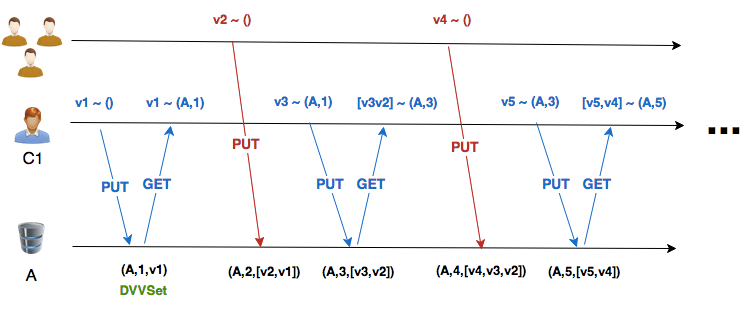 v2 ~ ()
v4 ~ ()
v1 ~ ()
v1 ~ (A,1)
v3 ~ (A,1)
[v3v2] ~ (A,3)
v5 ~ (A,3)
[v5,v4] ~ (A,5)
C1
PUT
GET
PUT
PUT
GET
PUT
PUT
GET
A
(A,1,v1)
DVVSet
(A,2,[v2,v1])
(A,3,[v3,v2])
(A,4,[v4,v3,v2])
(A,5,[v5,v4])